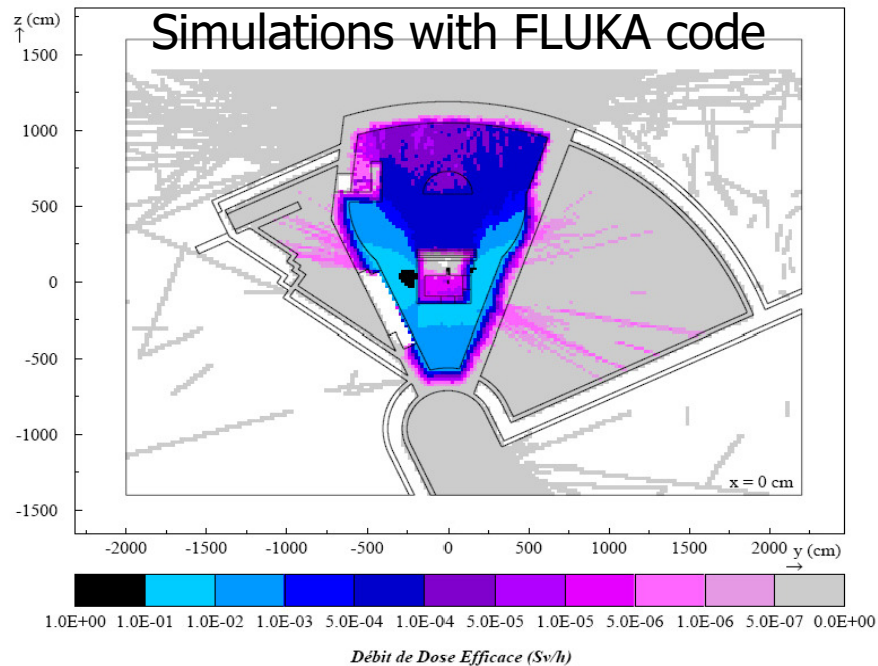 Simulations with FLUKA code
z (cm)
↑
1500
1000
500
0
-500
-1000
-1500
x = 0 cm
-2000 -1500 -1000 -500 0 500 1000 1500 2000 y (cm)
→
1.0E+00 1.0E-01 1.0E-02 1.0E-03 5.0E-04 1.0E-04 5.0E-05 1.0E-05 5.0E-06 1.0E-06 5.0E-07 0.0E+00
Débit de Dose Efficace (Sv/h)